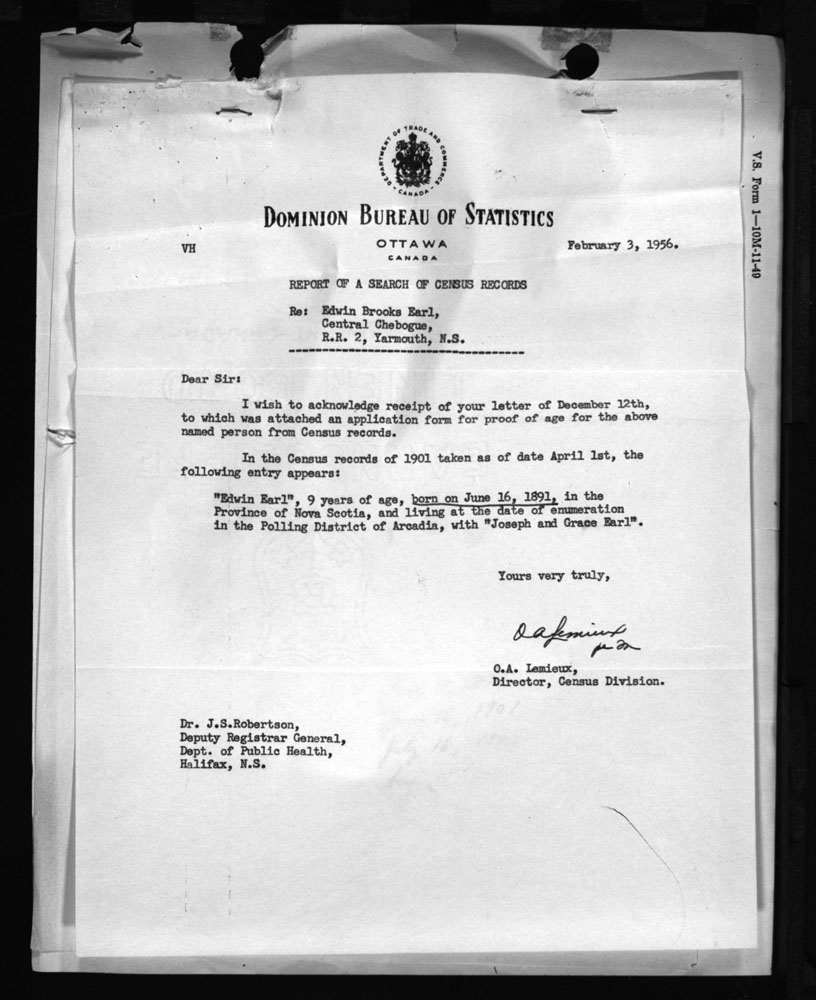 DEPARTMENT OF TRADE AND COMMERCE
CANADA
DOMINION BUREAU OF STATISTICS
OTTAWA
CANADA
VH
February 3, 1956.
V.S. Form 1—10M-11-49
REPORT OF A SEARCH OF CENSUS RECORDS
Re: Edwin Brooks Earl,
Central Chebogue,
R.R. 2, Yarmouth, N.S.
Dear Sir:
I wish to acknowledge receipt of your letter of December 12th,
to which was attached an application form for proof of age for the above
named person from Census records.
In the Census records of 1901 taken as of date April 1st, the
following entry appears:
"Edwin Earl", 9 years of age, born on June 16, 1891, in the
Province of Nova Scotia, and living at the date of enumeration
in the Polling District of Arcadia, with "Joseph and Grace Earl".
Yours very truly,
O A Lemieux
per m
O.A. Lemieux,
Director, Census Division.
Dr. J.S.Robertson,
Deputy Registrar General,
Dept. of Public Health,
Halifax, N.S.